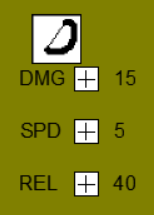 DMG + 15
SPD + 5
REL + 40